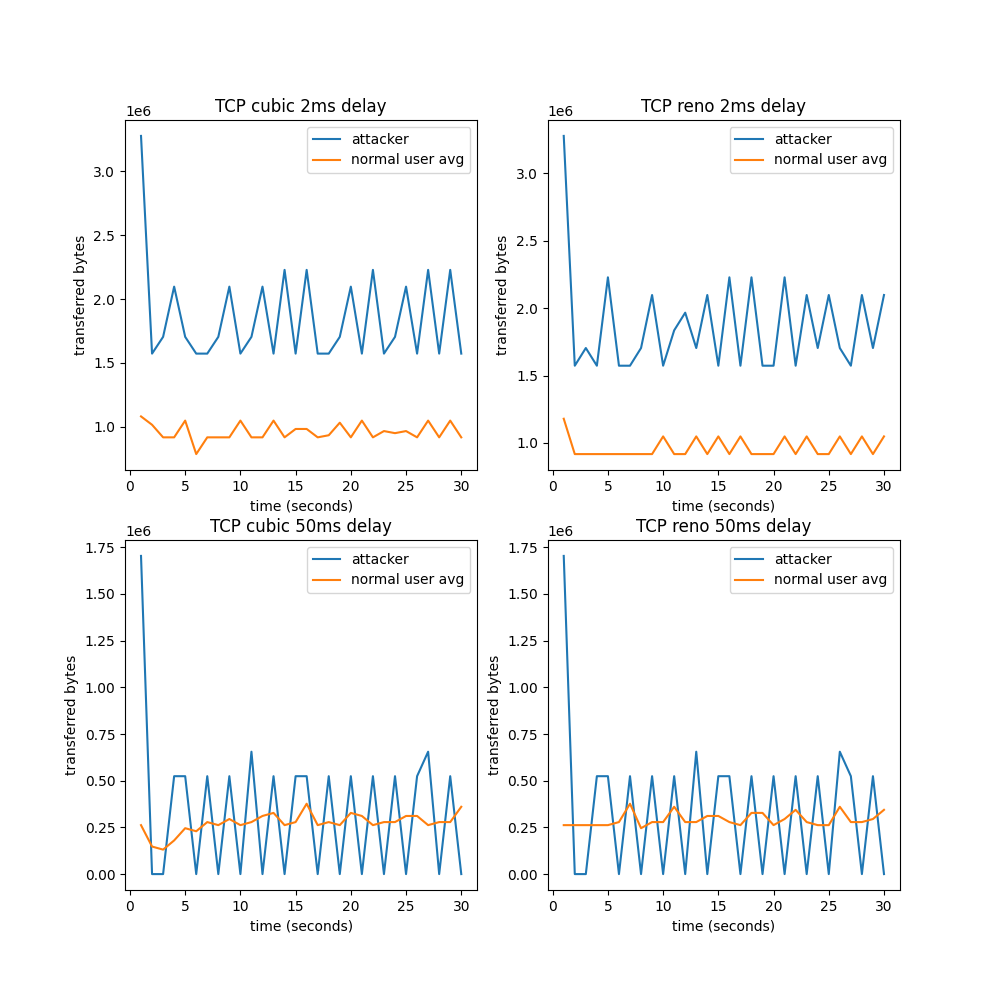 TCP cubic 2ms delay
1e6
attacker
normal user avg
3.0
2.5
2.0
1.5
1.0
transferred bytes
0 5 10 15 20 25 30
time (seconds)
TCP reno 2ms delay
1e6
attacker
normal user avg
3.0
2.5
2.0
1.5
1.0
transferred bytes
0 5 10 15 20 25 30
time (seconds)
TCP cubic 50ms delay
1e6
attacker
normal user avg
1.75
1.50
1.25
1.00
0.75
0.50
0.25
0.00
transferred bytes
0 5 10 15 20 25 30
time (seconds)
TCP reno 50ms delay
1e6
attacker
normal user avg
1.75
1.50
1.25
1.00
0.75
0.50
0.25
0.00
transferred bytes
0 5 10 15 20 25 30
time (seconds)